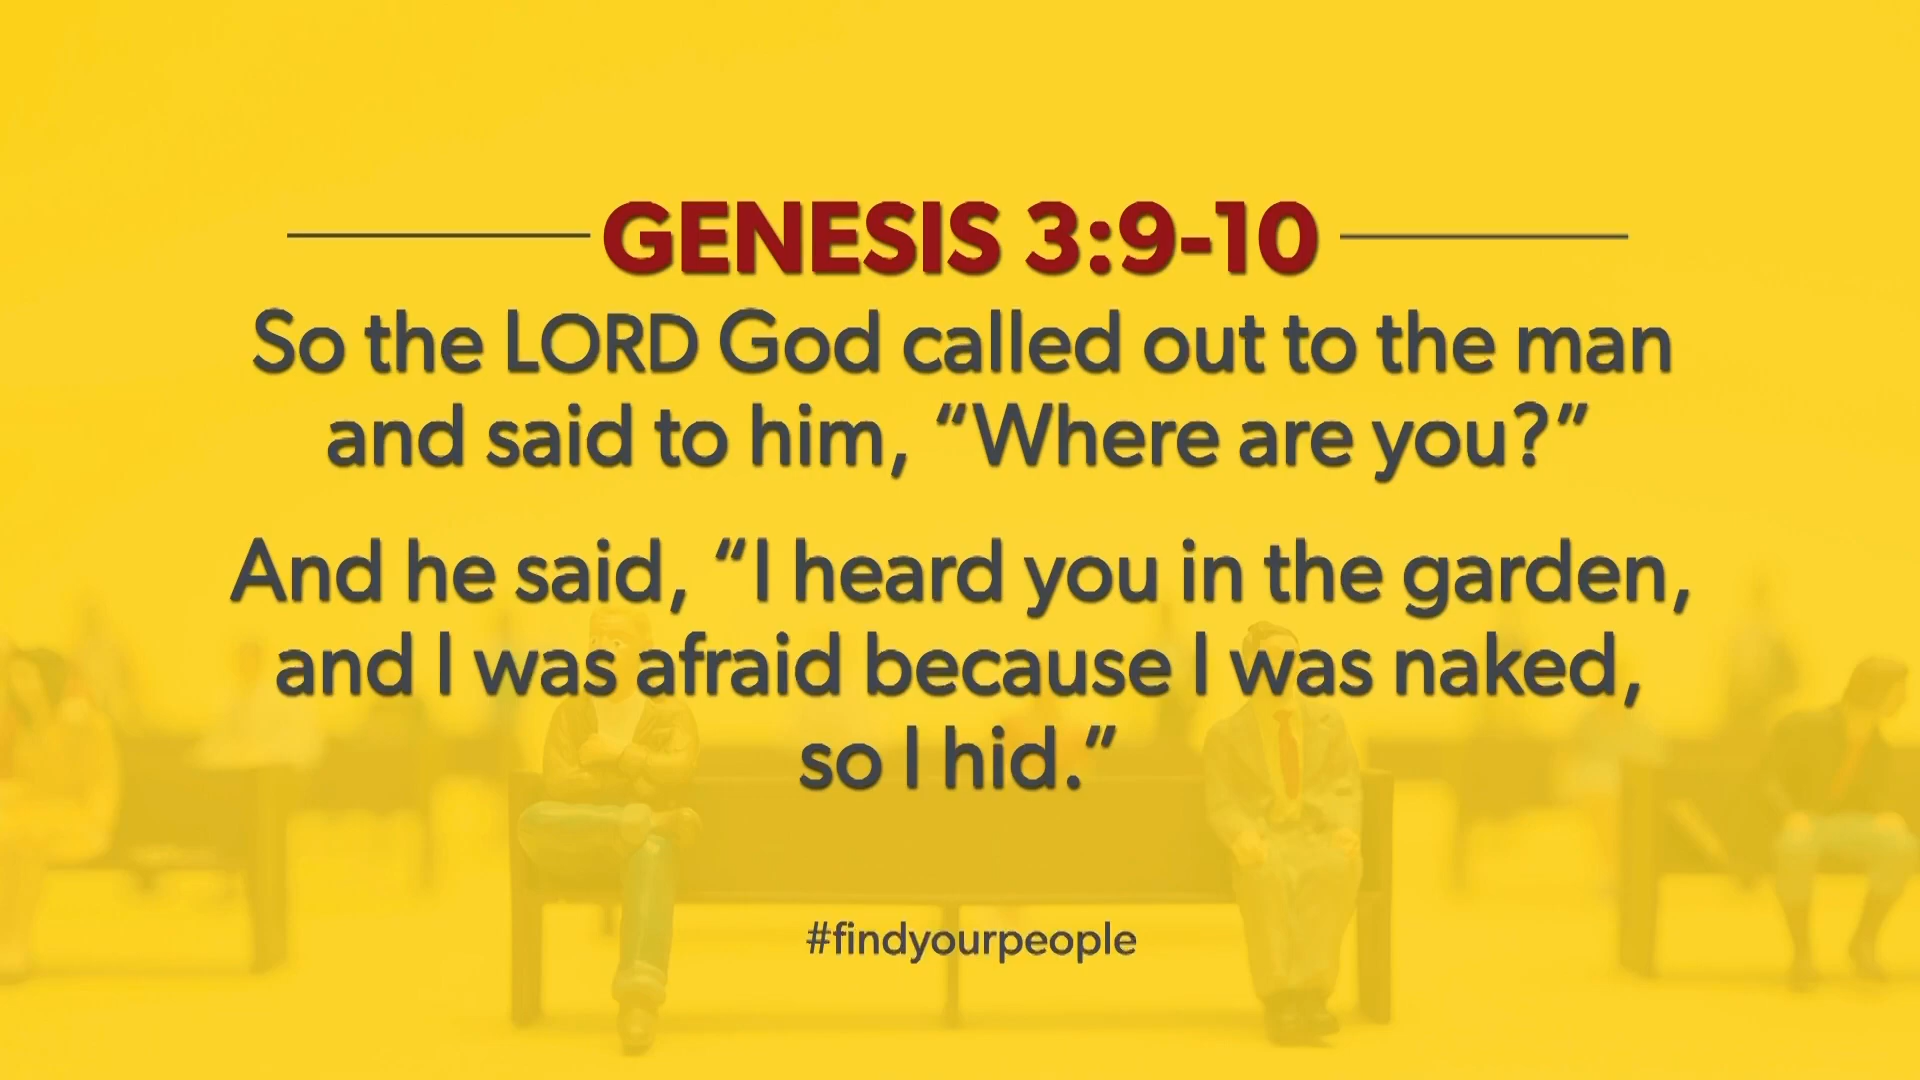 GENESIS 3:9-10
So the LORD God called out to the man
and said to him, “Where are you?”
And he said, “I heard you in the garden,
and I was afraid because I was naked,
so I hid.”
#findyourpeople